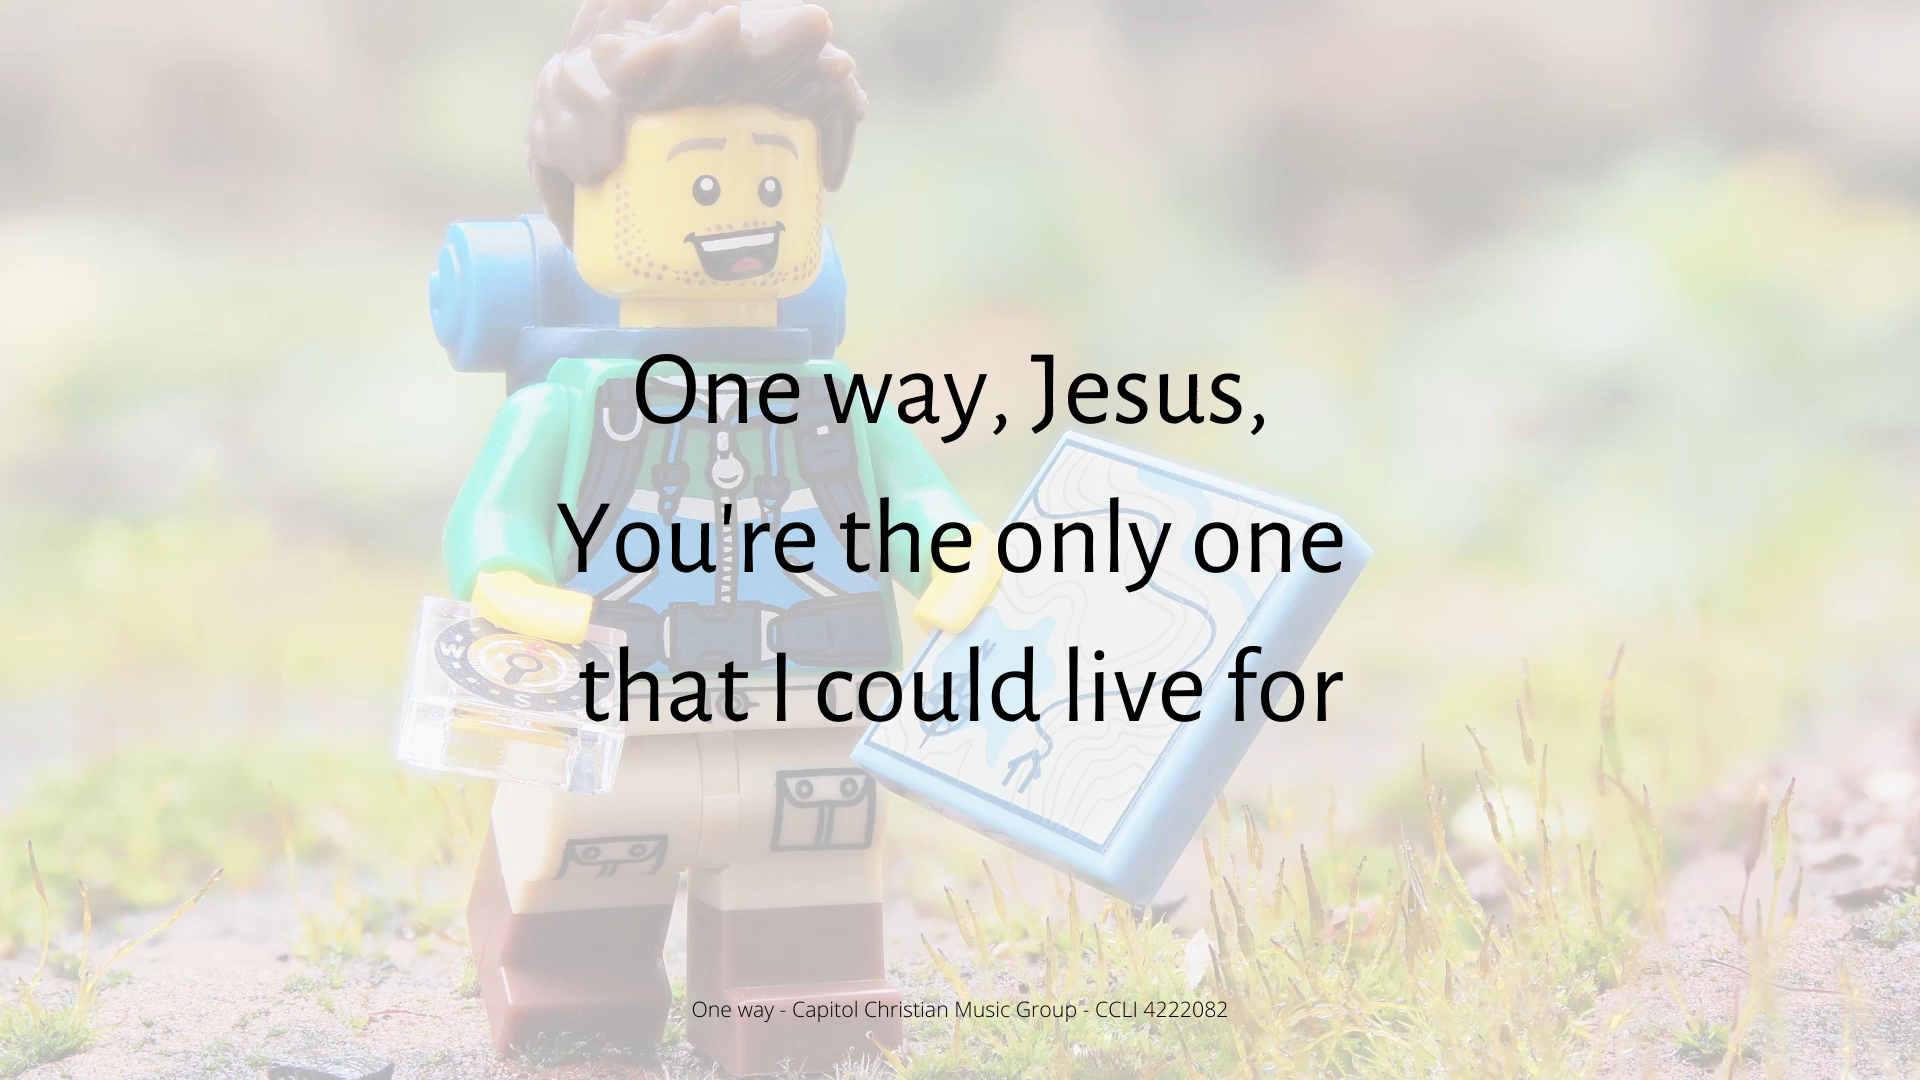 One way, Jesus,
You're the only one
that I could live for
W
S
One way - Capitol Christian Music Group - CCLI 4222082